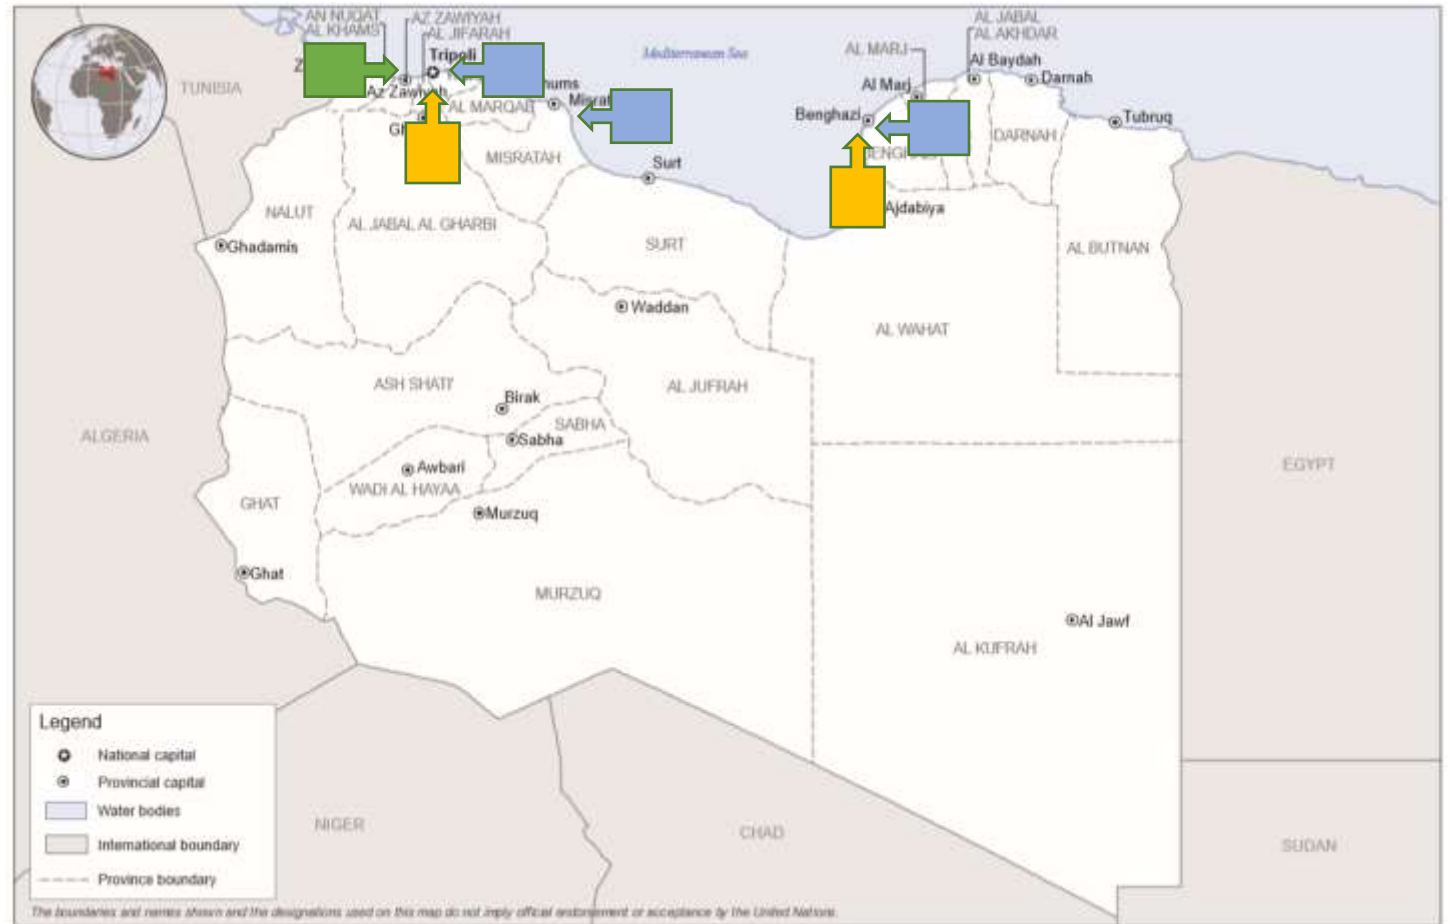 AN NUQAT
AL KHAMS
AZ ZAWIYAH
AL JIFARAH
Tripoli
Mediterranean Sea
AL MARJ
AL JABAL
AL AKHDAR
Al Baydah
Darnah
TUNISIA
Az Zawiyah
AL MARQAB
Al Marj
Benghazi
Tubruq
DARNAH
MISRATAH
Surt
NALUT
AL JABAL AL GHARBI
Ajdabiya
Ghadamis
SURT
AL BUTNAN
Waddan
AL WAHAT
ASH SHATI'
AL JUFRAH
Birak
SABHA
Sabha
ALGERIA
Awbari
WADI AL HAYAA
EGYPT
GHAT
Murzuq
Ghat
MURZUQ
Al Jawf
AL KUFRAH
Legend
National capital
Provincial capital
Water bodies
International boundary
Province boundary
NIGER
CHAD
SUDAN
The boundaries and names shown and the designations used on this map do not imply official endorsement or acceptance by the United Nations.